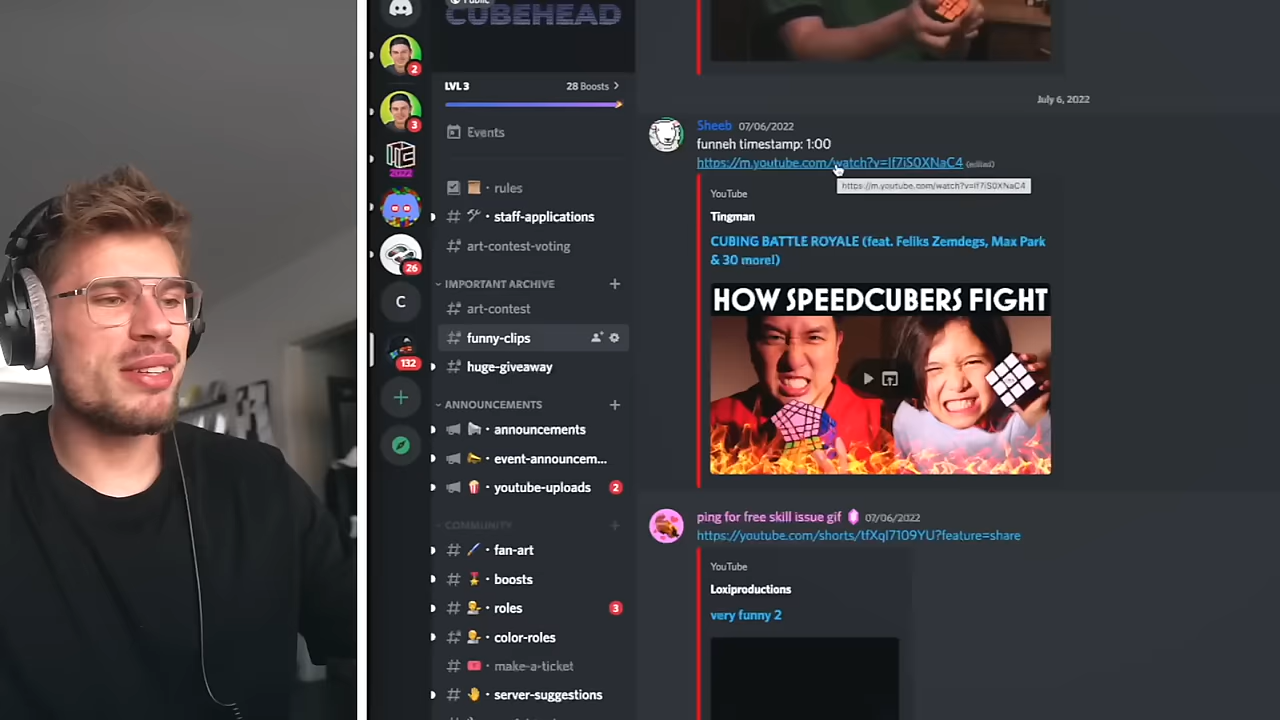 Public
CUBEHEAD
LVL 3
28 Boosts
Events
rules
staff-applications
art-contest-voting
IMPORTANT ARCHIVE
art-contest
funny-clips
huge-giveaway
ANNOUNCEMENTS
announcements
event-announcem...
youtube-uploads
2
COMMUNITY
fan-art
boosts
roles
3
color-roles
make-a-ticket
server-suggestions
2
3
2022
26
C
132
July 6, 2022
Sheeb 07/06/2022
funneh timestamp: 1:00
https://m.youtube.com/watch?v=If7iS0XNaC4 (edited)
https://m.youtube.com/watch?v=If7iS0XNaC4
YouTube
Tingman
CUBING BATTLE ROYALE (feat. Feliks Zemdegs, Max Park
& 30 more!)
HOW SPEEDCUBERS FIGHT
ping for free skill issue gif 07/06/2022
https://youtube.com/shorts/tfXqI7109YU?feature=share
YouTube
Loxiproductions
very funny 2